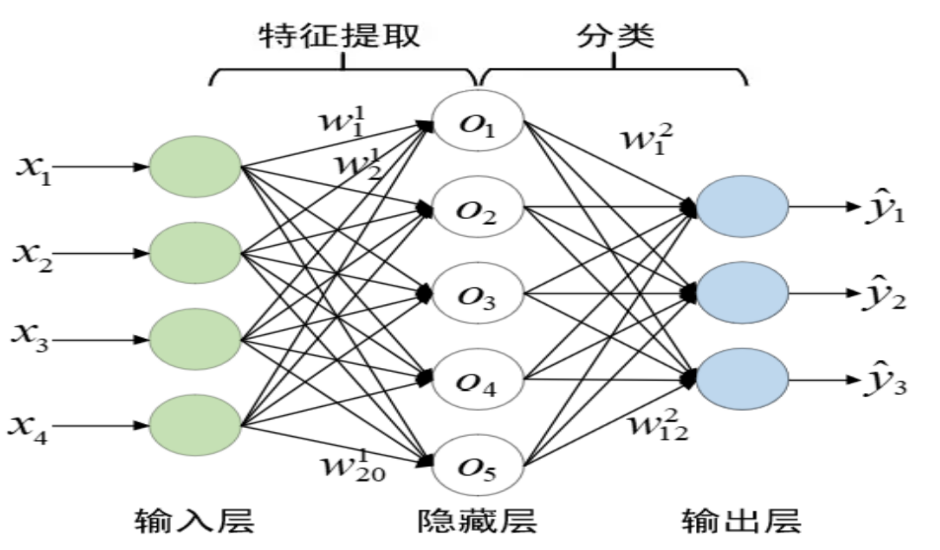 特征提取 分类
w₁¹ w₁²
w₂¹
x₁ o₁
x₂ o₂ ŷ₁
x₃ o₃ ŷ₂
x₄ o₄ ŷ₃
w₂₀¹ o₅ w₁₂²
输入层 隐藏层 输出层